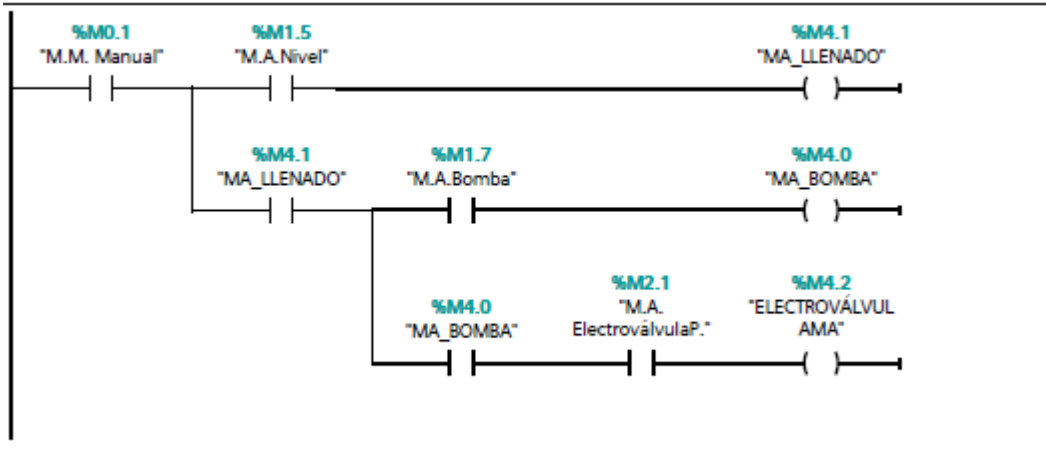 %M0.1
"M.M. Manual"
%M1.5
"M.A.Nivel"
%M4.1
"MA_LLENADO"
%M4.1
"MA_LLENADO"
%M1.7
"M.A.Bomba"
%M4.0
"MA_BOMBA"
%M4.0
"MA_BOMBA"
%M2.1
"M.A.
ElectroválvulaP."
%M4.2
"ELECTROVÁLVUL
AMA"